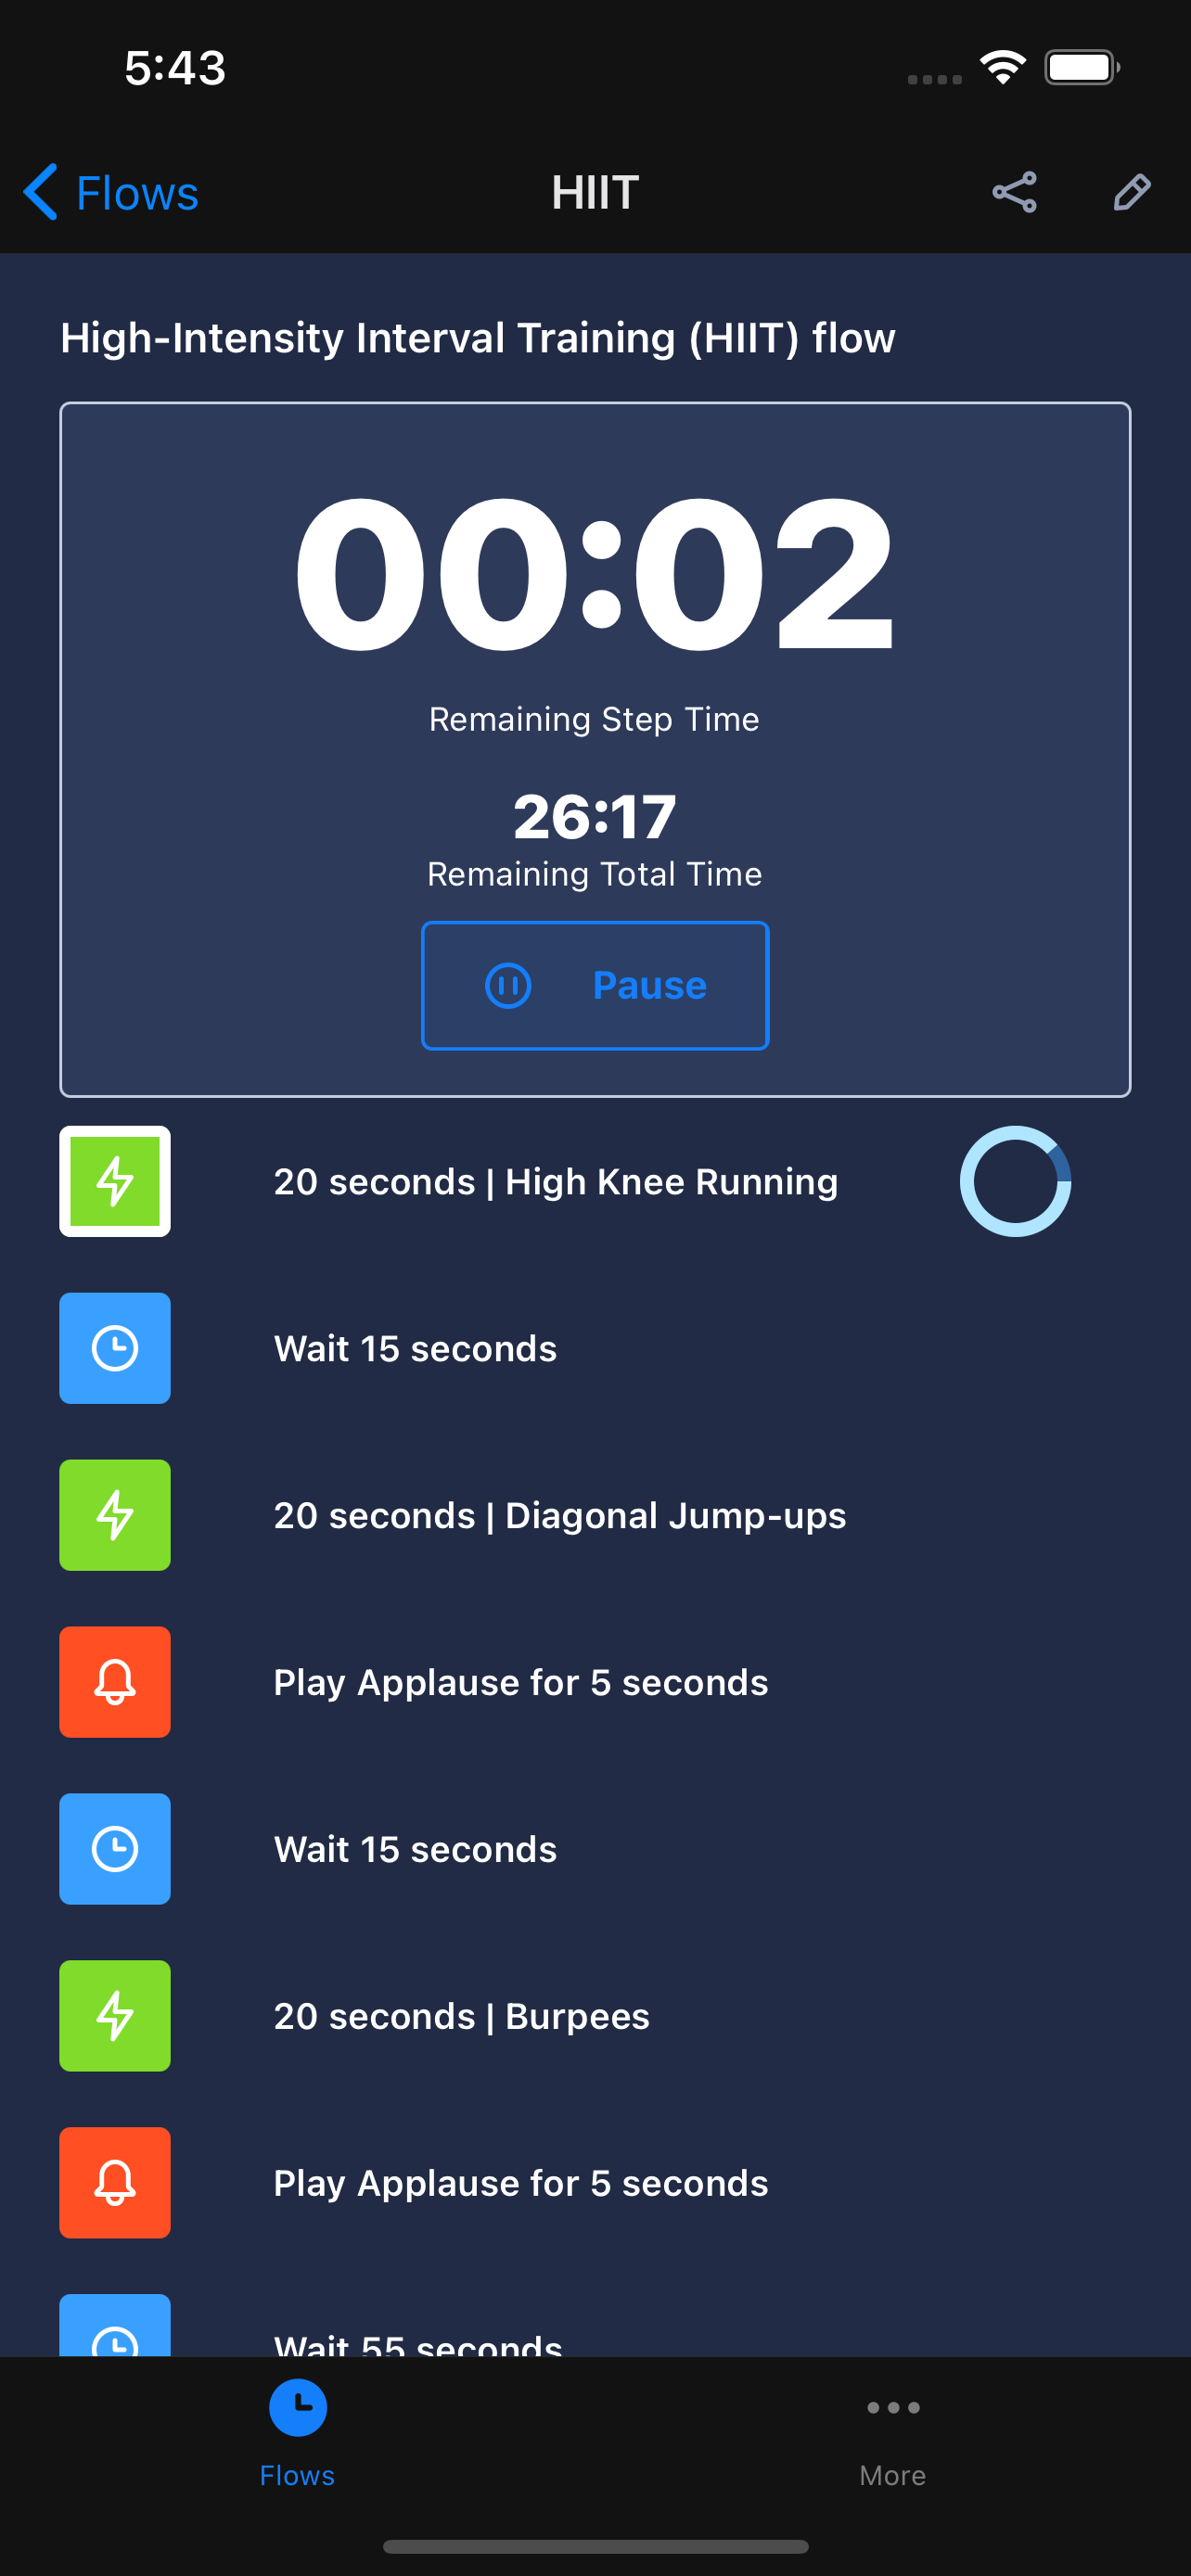 5:43
Flows
HIIT
High-Intensity Interval Training (HIIT) flow
00:02
Remaining Step Time
26:17
Remaining Total Time
Pause
20 seconds | High Knee Running
Wait 15 seconds
20 seconds | Diagonal Jump-ups
Play Applause for 5 seconds
Wait 15 seconds
20 seconds | Burpees
Play Applause for 5 seconds
Wait 55 seconds
Flows
More